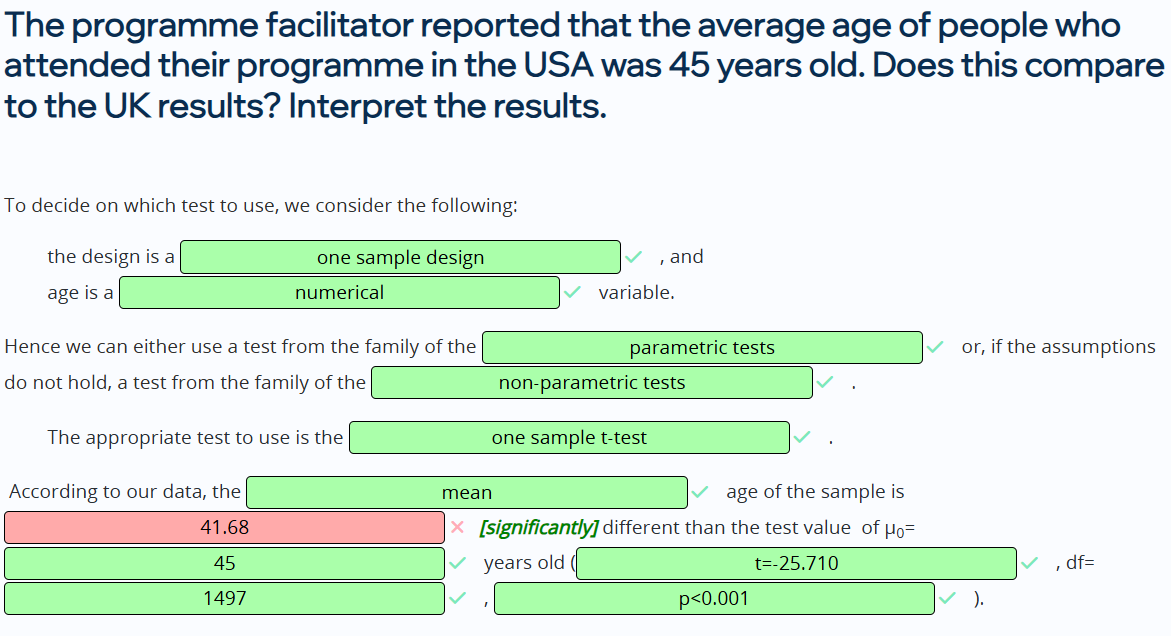 The programme facilitator reported that the average age of people who
attended their programme in the USA was 45 years old. Does this compare
to the UK results? Interpret the results.
To decide on which test to use, we consider the following:
the design is a one sample design ✓ , and
age is a numerical ✓ variable.
Hence we can either use a test from the family of the parametric tests ✓ or, if the assumptions
do not hold, a test from the family of the non-parametric tests ✓ .
The appropriate test to use is the one sample t-test ✓ .
According to our data, the mean ✓ age of the sample is
41.68 × [significantly] different than the test value of μ₀=
45 ✓ years old ( t=-25.710 ✓ , df=
1497 ✓ , p<0.001 ✓ ).